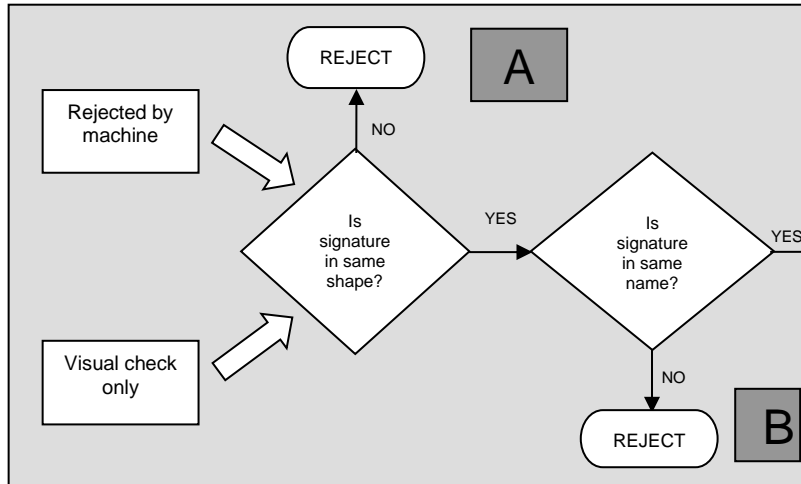 REJECT
A
Rejected by
machine
NO
Is
signature
in same
shape?
YES
Is
signature
in same
name?
YES
Visual check
only
NO
REJECT
B